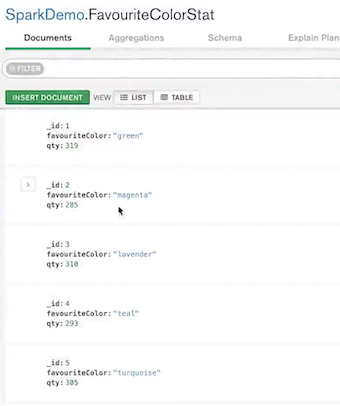 SparkDemo.FavouriteColorStat
Documents Aggregations Schema Explain Plan
FILTER
INSERT DOCUMENT VIEW LIST TABLE
_id: 1
favouriteColor: "green"
qty: 319
_id: 2
favouriteColor: "magenta"
qty: 285
_id: 3
favouriteColor: "lavender"
qty: 310
_id: 4
favouriteColor: "teal"
qty: 293
_id: 5
favouriteColor: "turquoise"
qty: 305